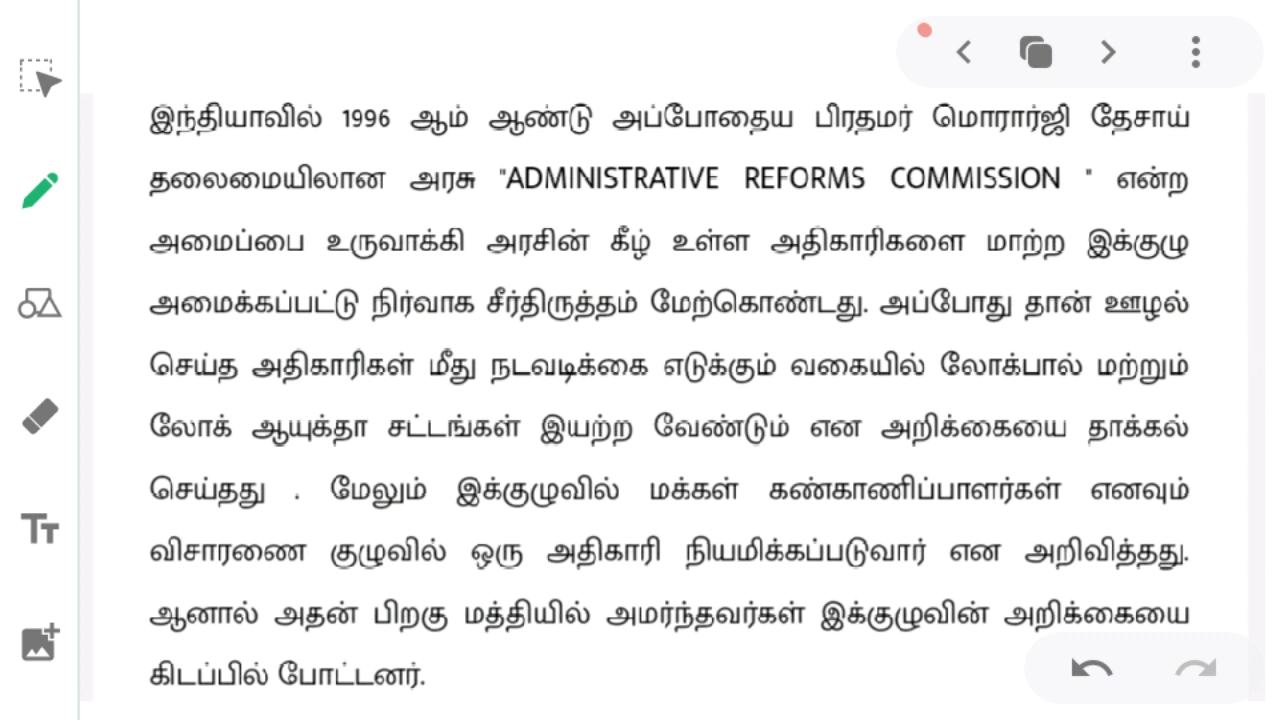 இந்தியாவில் 1996 ஆம் ஆண்டு அப்போதைய பிரதமர் மொரார்ஜி தேசாய்
தலைமையிலான அரசு "ADMINISTRATIVE REFORMS COMMISSION " என்ற
அமைப்பை உருவாக்கி அரசின் கீழ் உள்ள அதிகாரிகளை மாற்ற இக்குழு
அமைக்கப்பட்டு நிர்வாக சீர்திருத்தம் மேற்கொண்டது. அப்போது தான் ஊழல்
செய்த அதிகாரிகள் மீது நடவடிக்கை எடுக்கும் வகையில் லோக்பால் மற்றும்
லோக் ஆயுக்தா சட்டங்கள் இயற்ற வேண்டும் என அறிக்கையை தாக்கல்
செய்தது . மேலும் இக்குழுவில் மக்கள் கண்காணிப்பாளர்கள் எனவும்
விசாரணை குழுவில் ஒரு அதிகாரி நியமிக்கப்படுவார் என அறிவித்தது.
ஆனால் அதன் பிறகு மத்தியில் அமர்ந்தவர்கள் இக்குழுவின் அறிக்கையை
கிடப்பில் போட்டனர்.
TT